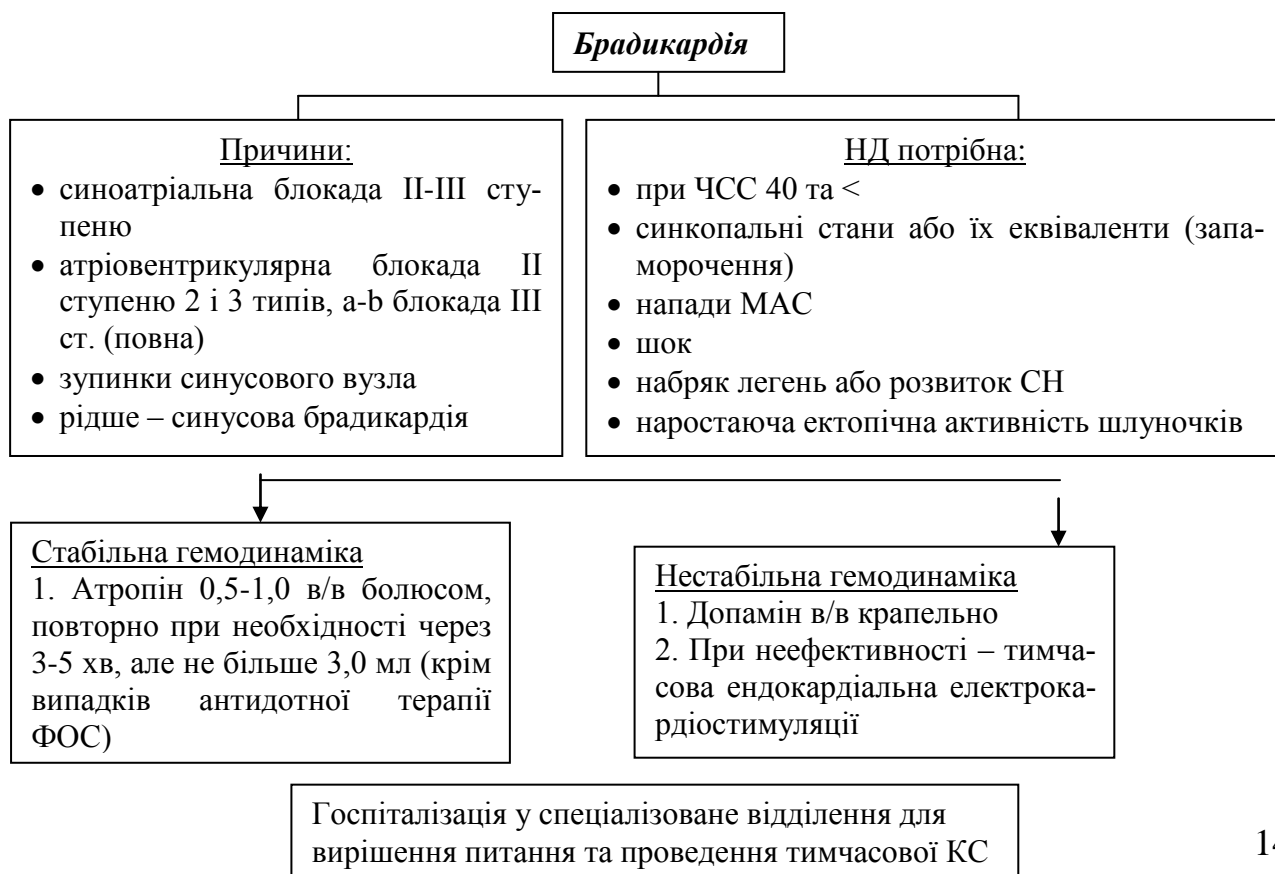 Брадикардія
Причини:
• синоатріальна блокада II-III сту-
пеню
• атріовентрикулярна блокада II
ступеню 2 і 3 типів, a-b блокада III
ст. (повна)
• зупинки синусового вузла
• рідше – синусова брадикардія
НД потрібна:
• при ЧСС 40 та <
• синкопальні стани або їх еквіваленти (запа-
морочення)
• напади МАС
• шок
• набряк легень або розвиток СН
• наростаюча ектопічна активність шлуночків
Стабільна гемодинаміка
1. Атропін 0,5-1,0 в/в болюсом,
повторно при необхідності через
3-5 хв, але не більше 3,0 мл (крім
випадків антидотної терапії
ФОС)
Нестабільна гемодинаміка
1. Допамін в/в крапельно
2. При неефективності – тимча-
сова ендокардіальна електрока-
рдіостимуляції
Госпіталізація у спеціалізоване відділення для
вирішення питання та проведення тимчасової КС
14